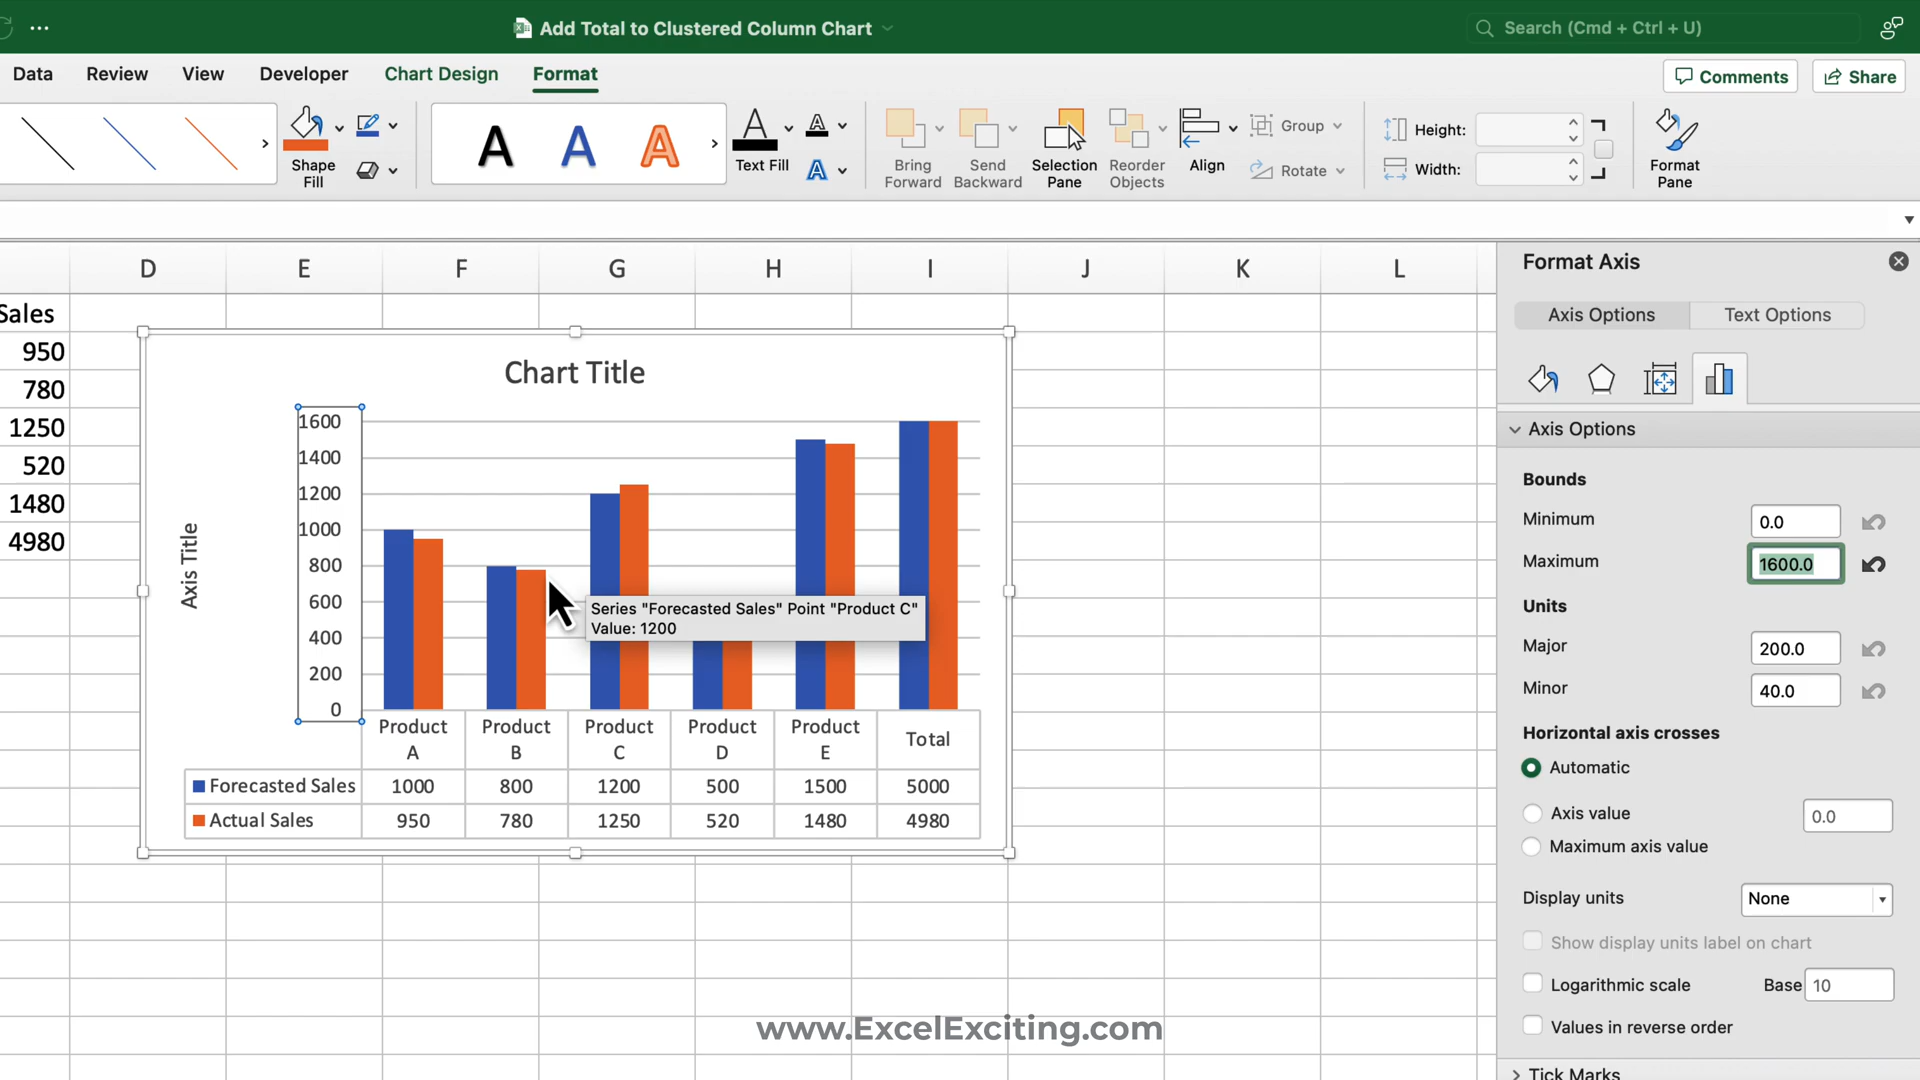 Add Total to Clustered Column Chart
Search (Cmd + Ctrl + U)
Data Review View Developer Chart Design Format
Comments Share
Shape Fill
A A A
Text Fill
Bring Forward
Send Backward
Selection Pane
Reorder Objects
Align
Group
Rotate
Height:
Width:
Format Pane
D E F G H I J K L
Sales
950
780
1250
520
1480
4980
Chart Title
Axis Title
1600
1400
1200
1000
800
600
400
200
0
Series "Forecasted Sales" Point "Product C"
Value: 1200
Product A Product B Product C Product D Product E Total
Forecasted Sales 1000 800 1200 500 1500 5000
Actual Sales 950 780 1250 520 1480 4980
Format Axis
Axis Options Text Options
Axis Options
Bounds
Minimum 0.0
Maximum 1600.0
Units
Major 200.0
Minor 40.0
Horizontal axis crosses
Automatic
Axis value 0.0
Maximum axis value
Display units None
Show display units label on chart
Logarithmic scale Base 10
Values in reverse order
Tick Marks
www.ExcelExciting.com